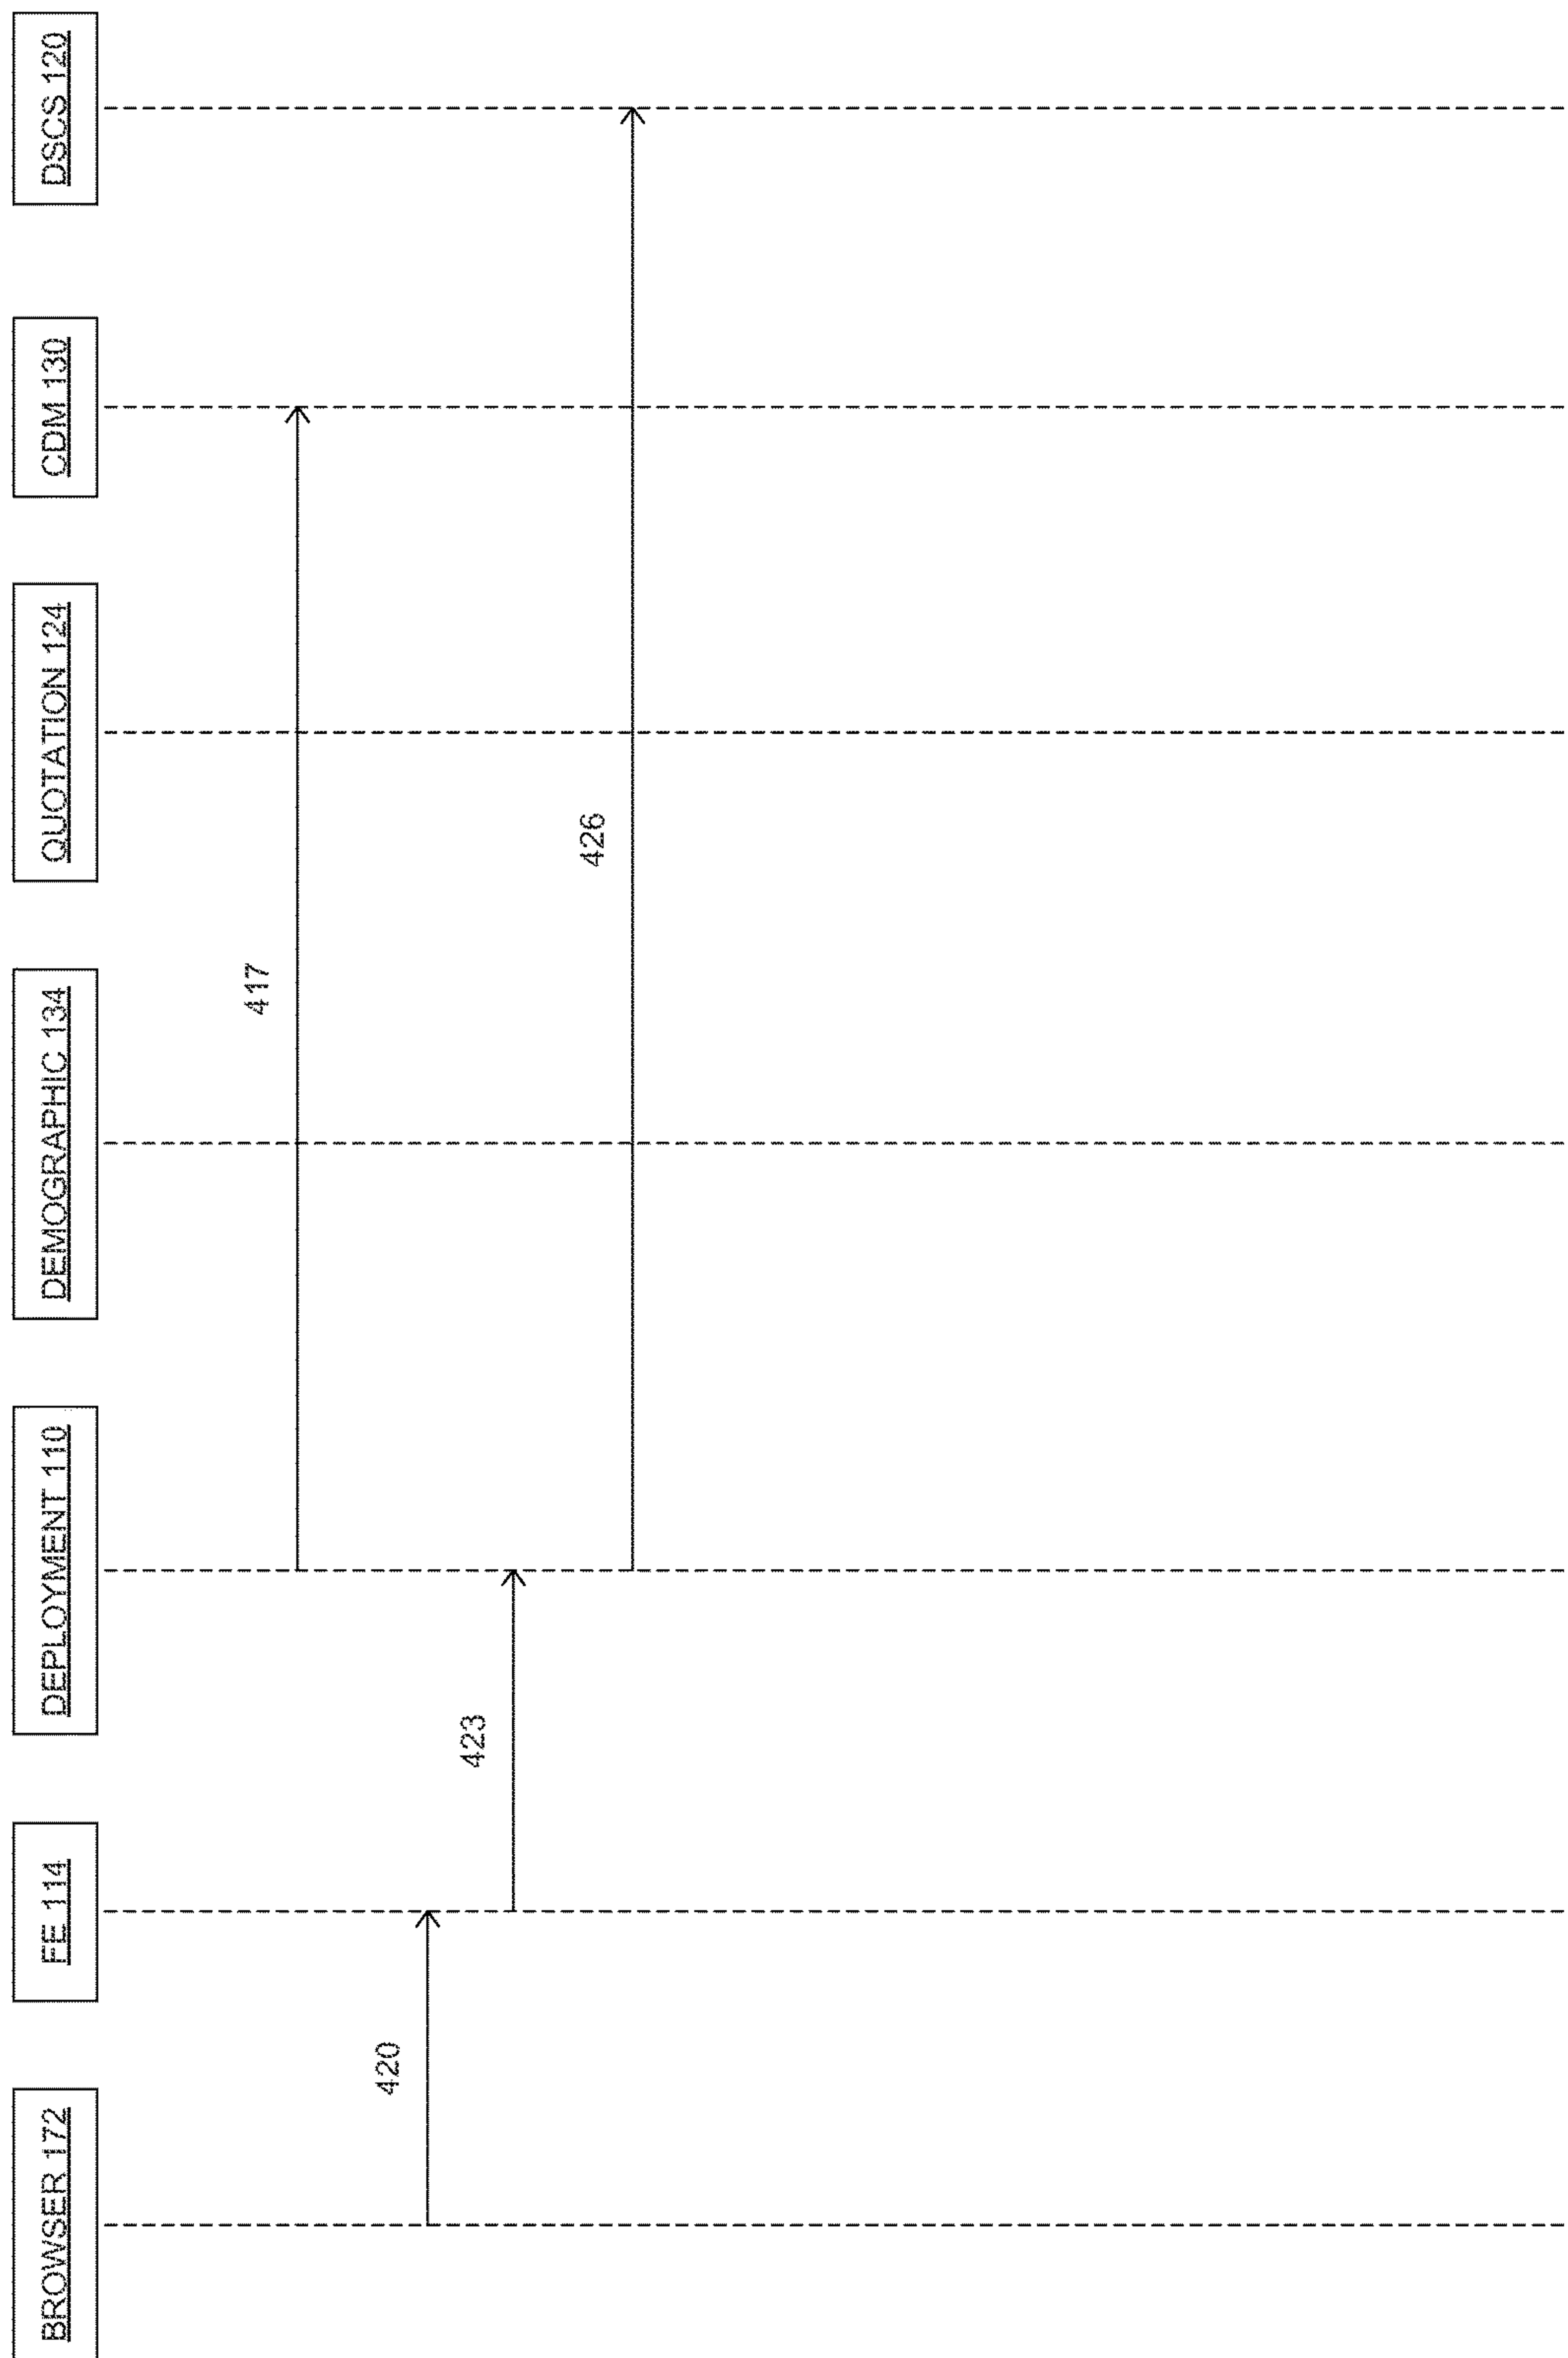 BROWSER 172
FE 114
DEPLOYMENT 110
DEMOGRAPHIC 134
QUOTATION 124
CDM 130
DSCS 120
417
420
423
426